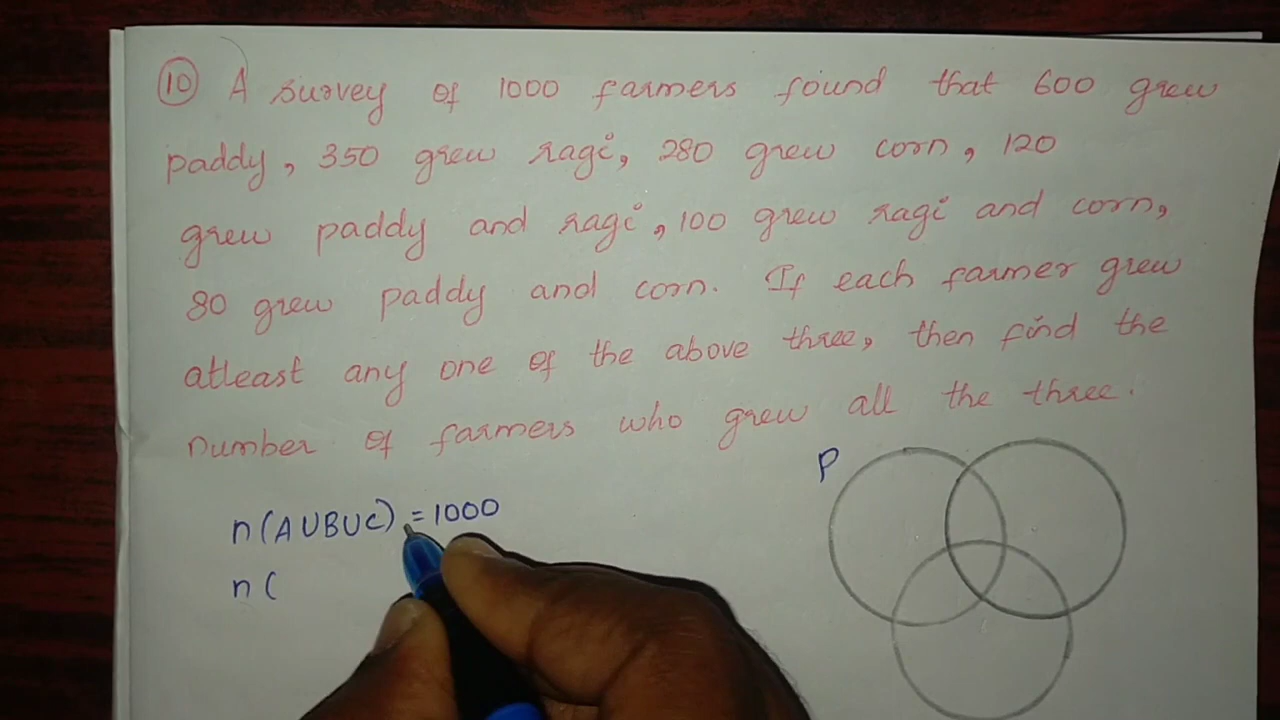 10 A survey of 1000 farmers found that 600 grew
paddy, 350 grew ragi, 280 grew corn, 120
grew paddy and ragi, 100 grew ragi and corn,
80 grew paddy and corn. If each farmer grew
atleast any one of the above three, then find the
number of farmers who grew all the three.
P
n(AUBUC) = 1000
n (